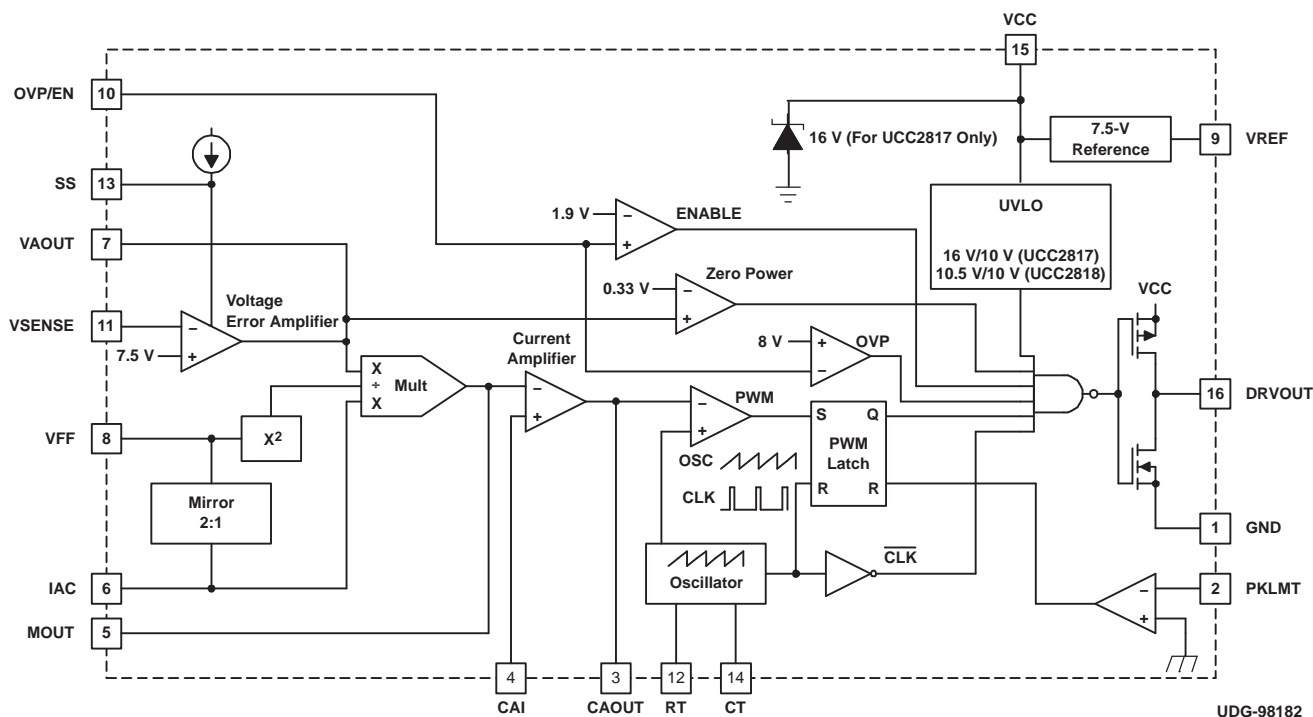 VCC
15
OVP/EN
10
16 V (For UCC2817 Only)
7.5-V
Reference
9
VREF
SS
13
1.9 V
–
+
ENABLE
UVLO
16 V/10 V (UCC2817)
10.5 V/10 V (UCC2818)
VAOUT
7
Zero Power
0.33 V
–
+
VCC
VSENSE
11
–
7.5 V
+
Voltage
Error Amplifier
Current
Amplifier
8 V
+
–
OVP
X
÷
X
Mult
–
+
–
+
PWM
S
Q
PWM
Latch
R
R
16
DRVOUT
VFF
8
X2
OSC
CLK
Mirror
2:1
CLK
1
GND
Oscillator
IAC
6
–
+
2
PKLMT
MOUT
5
4
3
12
14
CAI
CAOUT
RT
CT
UDG-98182